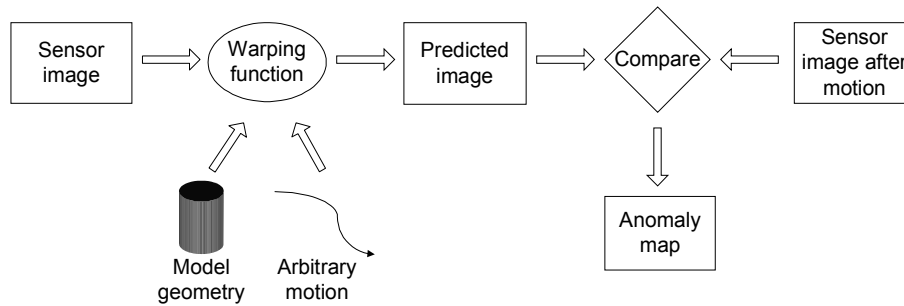 Sensor
image
Warping
function
Predicted
image
Compare
Sensor
image after
motion
Model
geometry
Arbitrary
motion
Anomaly
map